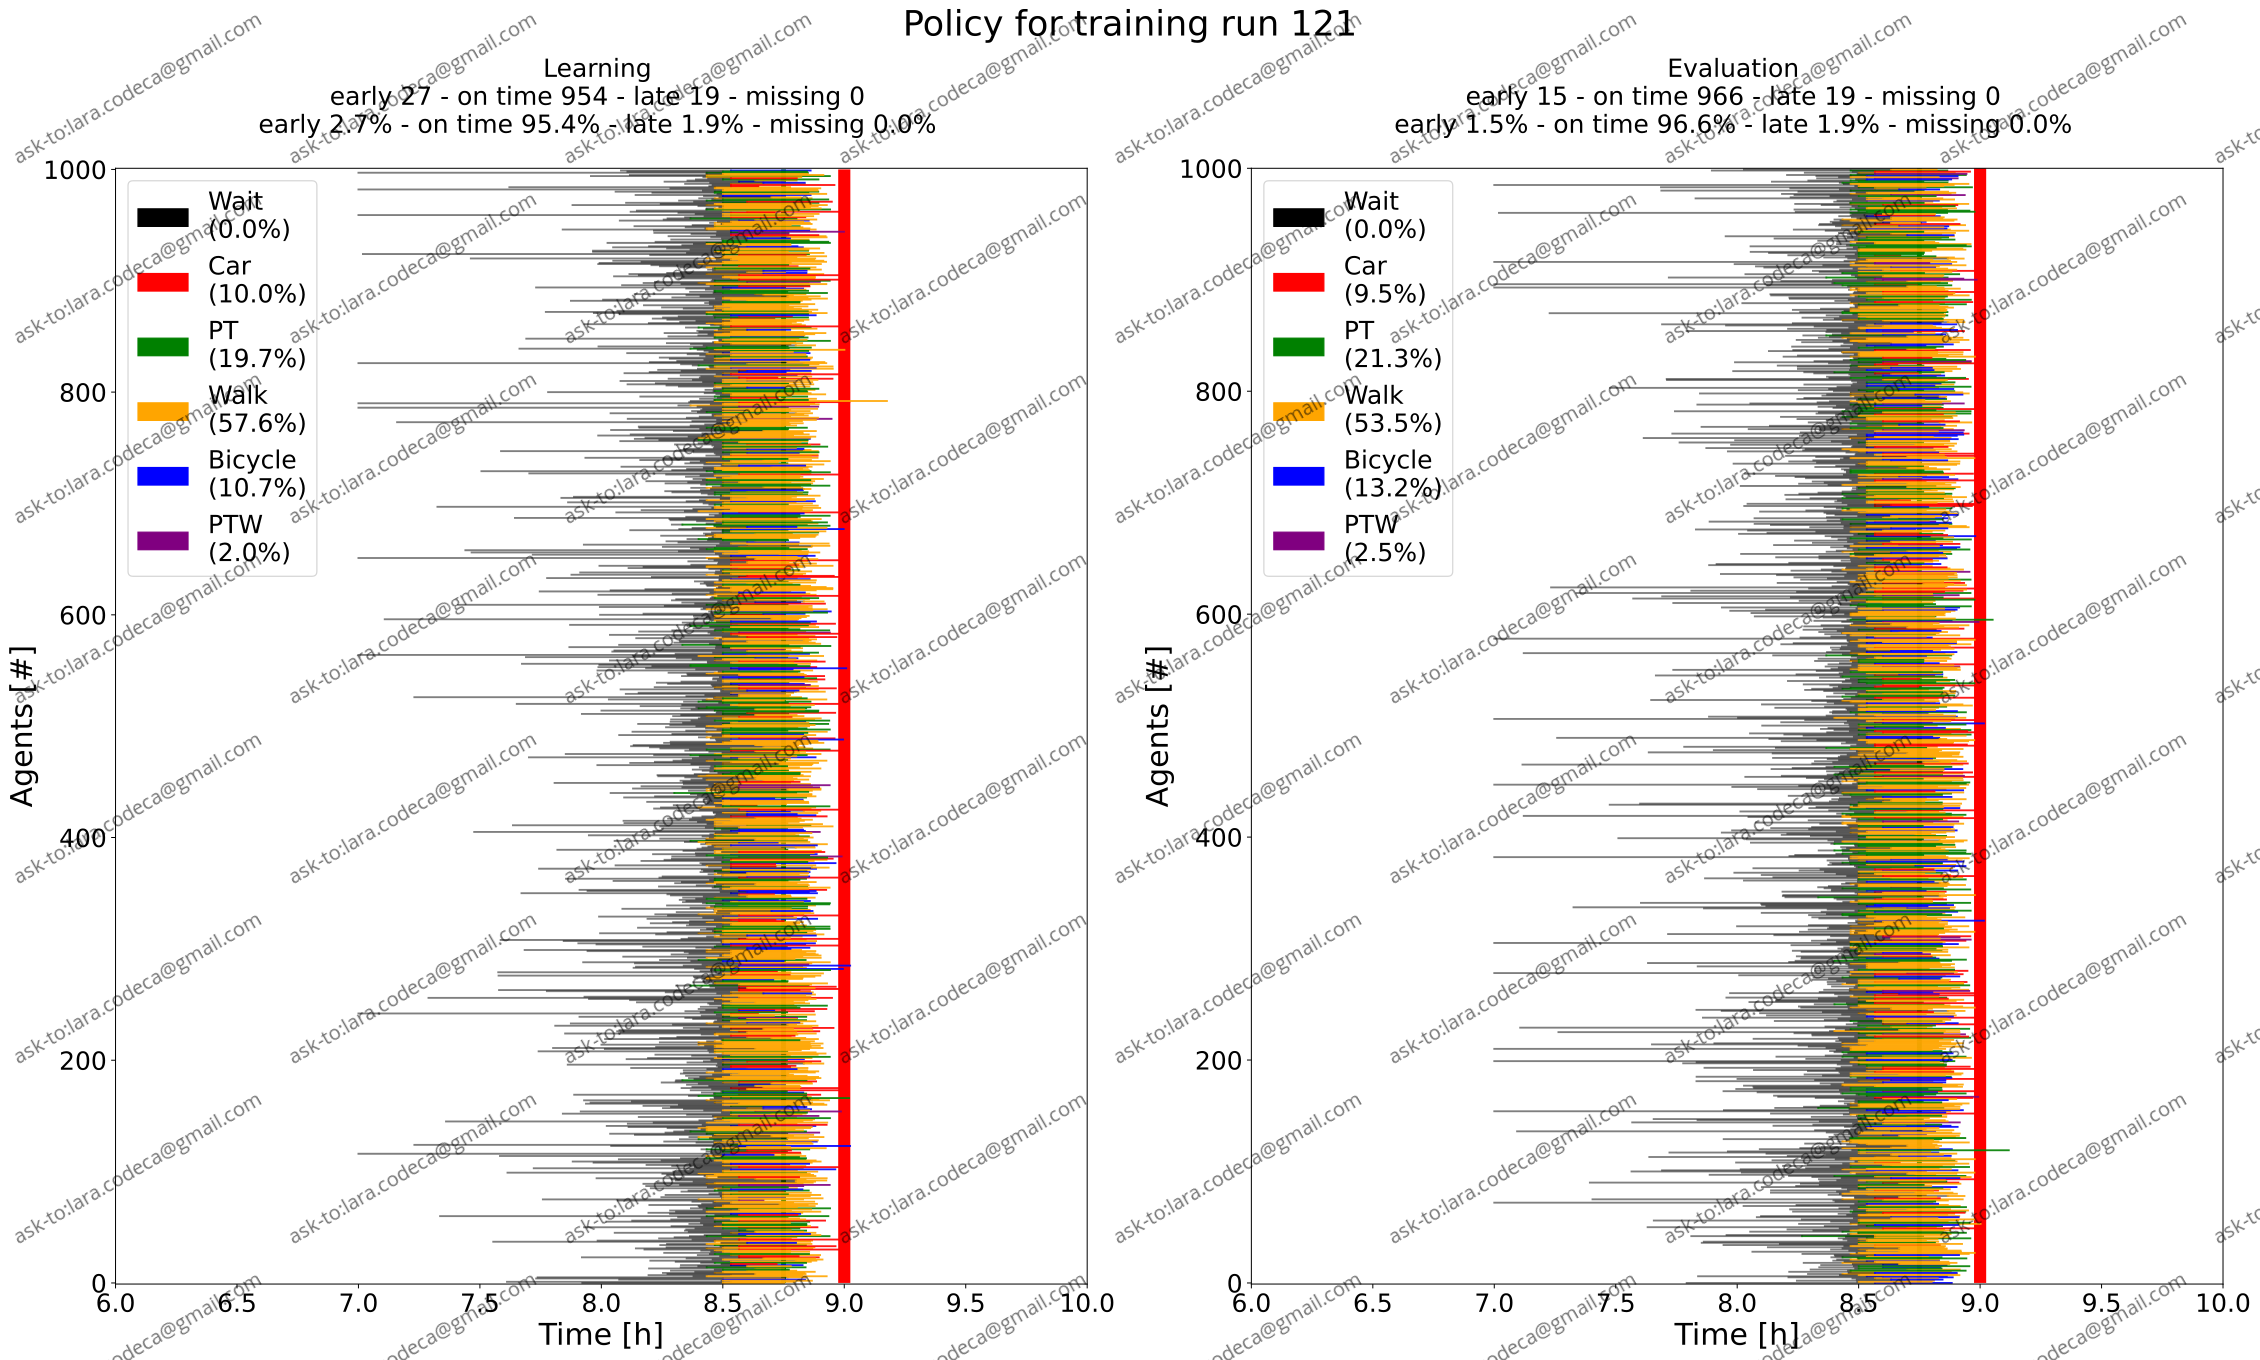 Policy for training run 121
Learning
early 27 - on time 954 - late 19 - missing 0
early 2.7% - on time 95.4% - late 1.9% - missing 0.0%
Evaluation
early 15 - on time 966 - late 19 - missing 0
early 1.5% - on time 96.6% - late 1.9% - missing 0.0%
Wait
(0.0%)
Car
(10.0%)
PT
(19.7%)
Walk
(57.6%)
Bicycle
(10.7%)
PTW
(2.0%)
Wait
(0.0%)
Car
(9.5%)
PT
(21.3%)
Walk
(53.5%)
Bicycle
(13.2%)
PTW
(2.5%)
1000
800
600
400
200
0
Agents [#]
6.0 6.5 7.0 7.5 8.0 8.5 9.0 9.5 10.0
Time [h]
1000
800
600
400
200
0
Agents [#]
6.0 6.5 7.0 7.5 8.0 8.5 9.0 9.5 10.0
Time [h]
ask-to:lara.codeca@gmail.com